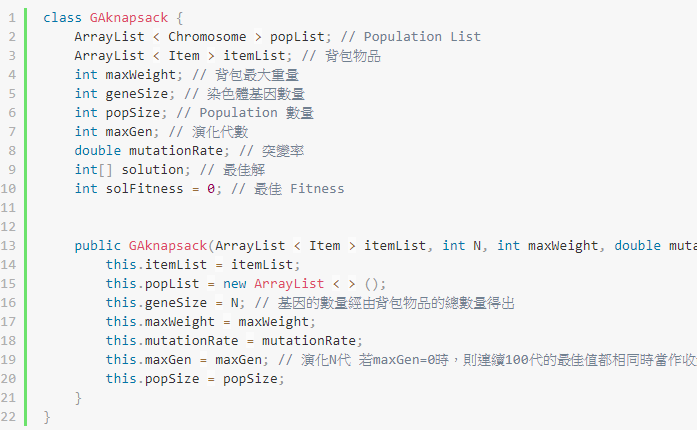 1 class GAknapsack {
2 ArrayList < Chromosome > popList; // Population List
3 ArrayList < Item > itemList; // 背包物品
4 int maxWeight; // 背包最大重量
5 int geneSize; // 染色體基因數量
6 int popSize; // Population 數量
7 int maxGen; // 演化代數
8 double mutationRate; // 突變率
9 int[] solution; // 最佳解
10 int solFitness = 0; // 最佳 Fitness
11
12
13 public GAknapsack(ArrayList < Item > itemList, int N, int maxWeight, double muta
14 this.itemList = itemList;
15 this.popList = new ArrayList < > ();
16 this.geneSize = N; // 基因的數量經由背包物品的總數量得出
17 this.maxWeight = maxWeight;
18 this.mutationRate = mutationRate;
19 this.maxGen = maxGen; // 演化N代 若maxGen=0時，則連續100代的最佳值都相同時當作收
20 this.popSize = popSize;
21 }
22 }